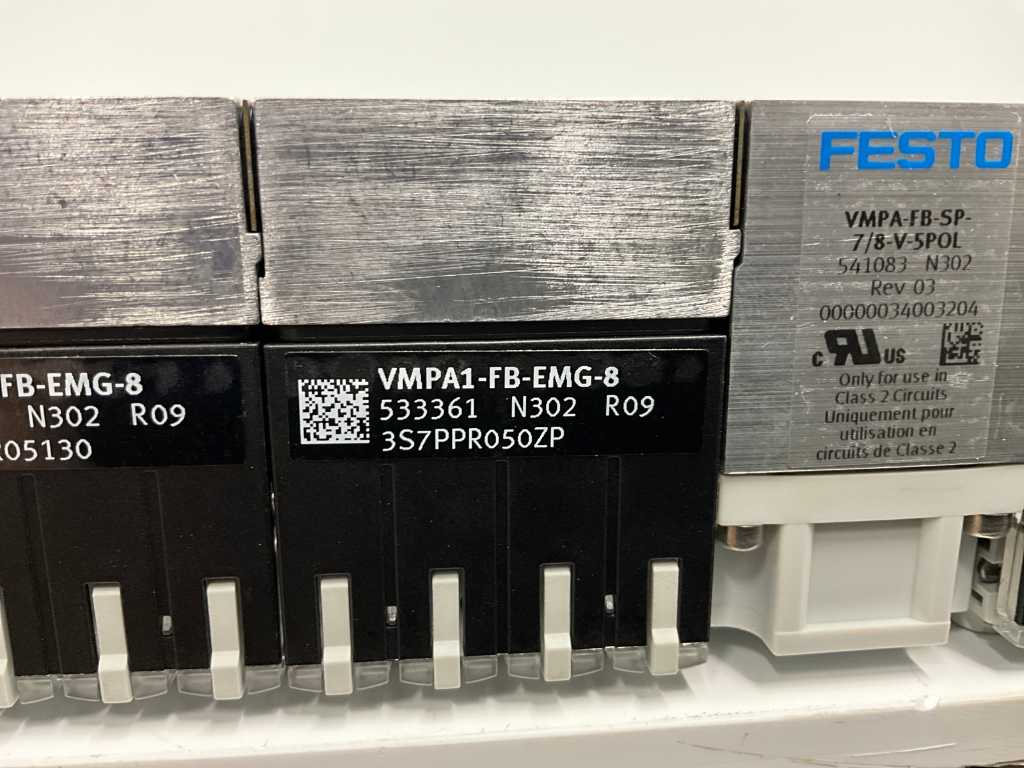 FB-EMG-8
N302 R09
R05130
VMPA1-FB-EMG-8
533361 N302 R09
3S7PPR050ZP
FESTO
VMPA-FB-SP-
7/8-V-5POL
541083 N302
Rev 03
00000034003204
c RU US
Only for use in
Class 2 Circuits
Uniquement pour
utilisation en
circuits de Classe 2